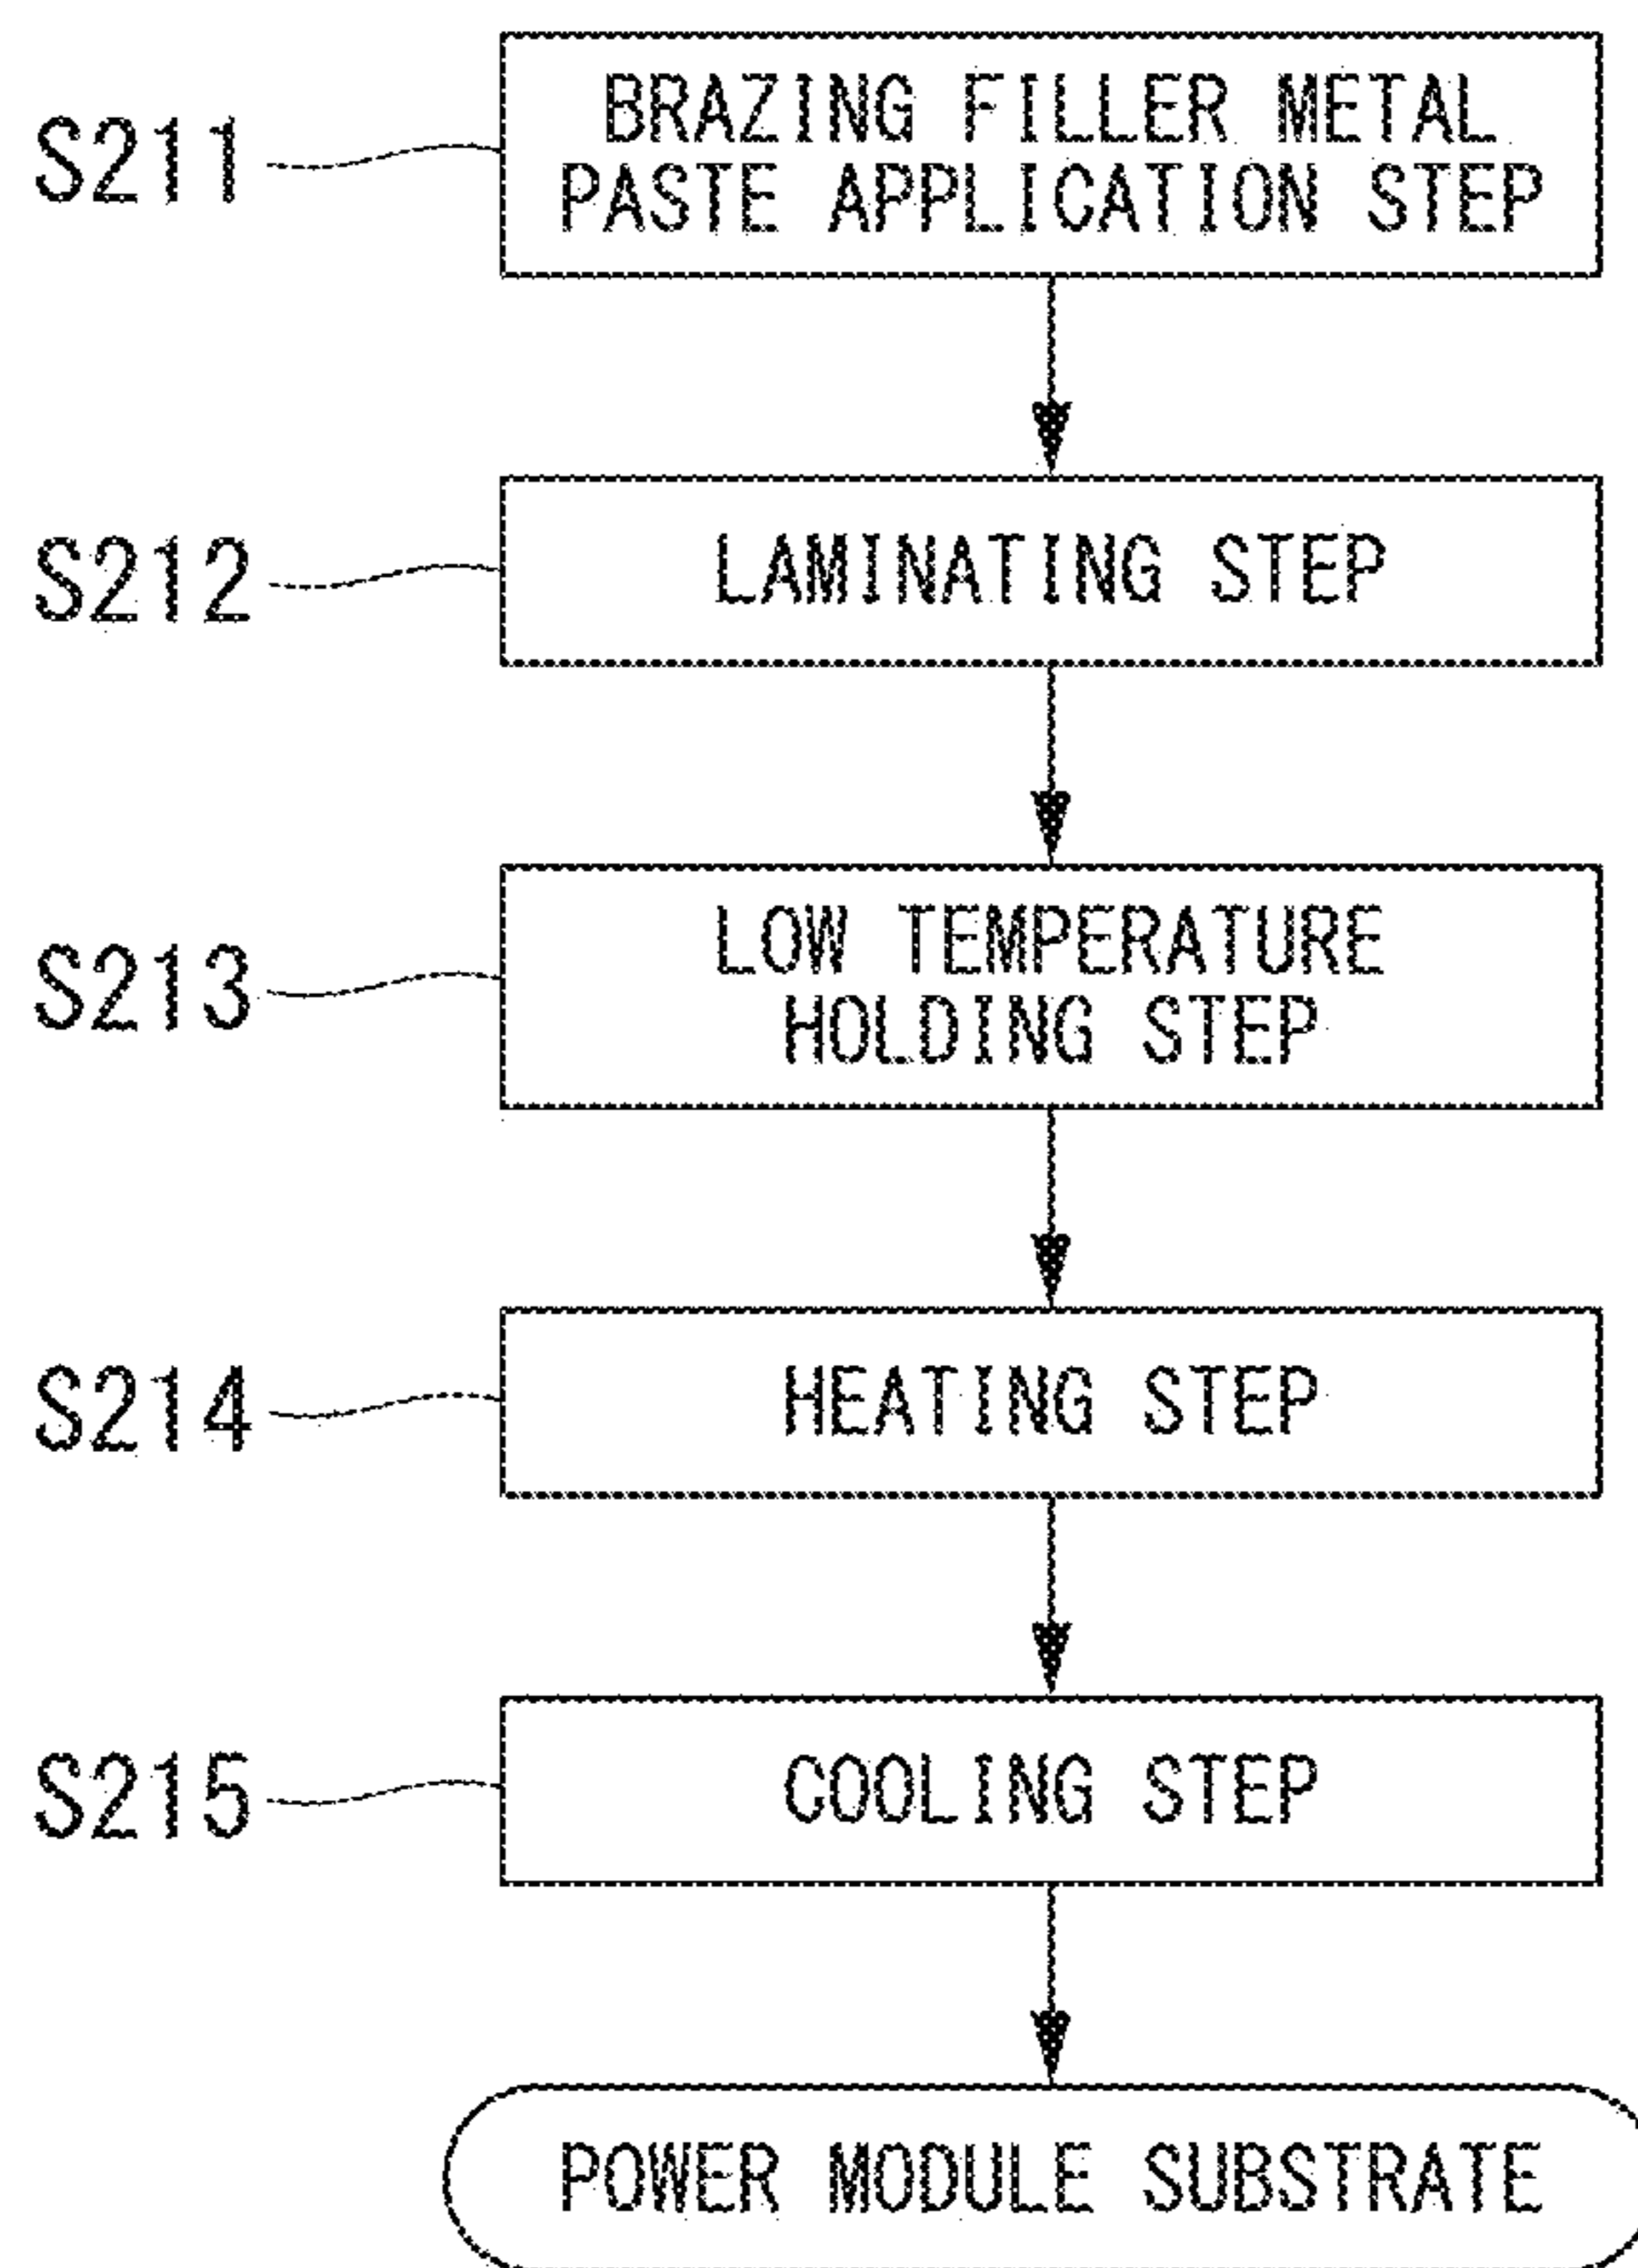 S211
BRAZING FILLER METAL
PASTE APPLICATION STEP
S212
LAMINATING STEP
S213
LOW TEMPERATURE
HOLDING STEP
S214
HEATING STEP
S215
COOLING STEP
POWER MODULE SUBSTRATE